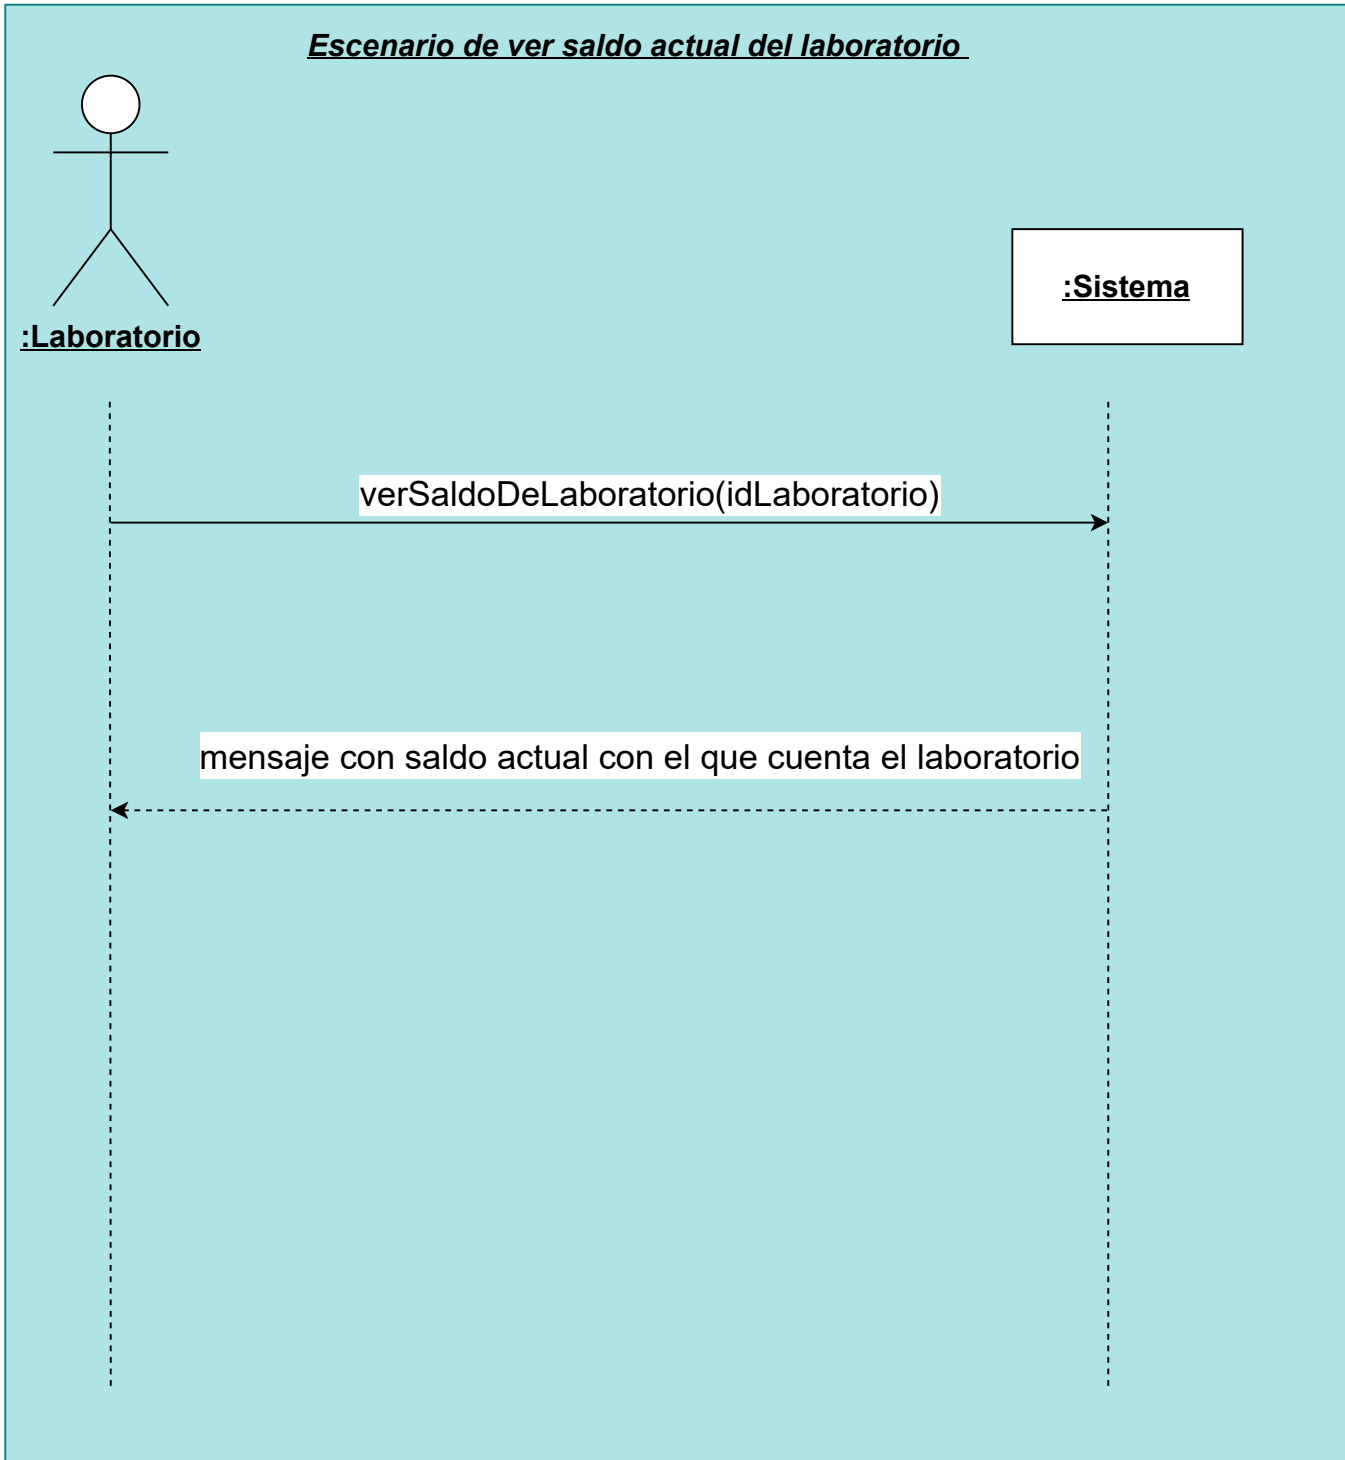 Escenario de ver saldo actual del laboratorio
:Sistema
:Laboratorio
verSaldoDeLaboratorio(idLaboratorio)
mensaje con saldo actual con el que cuenta el laboratorio